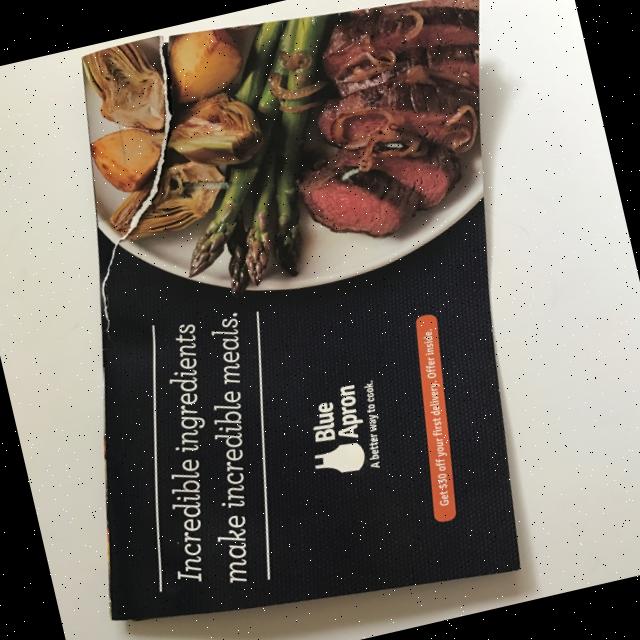 Incredible ingredients
make incredible meals.
Blue
Apron
A better way to cook.
Get $30 off your first delivery. Offer inside.